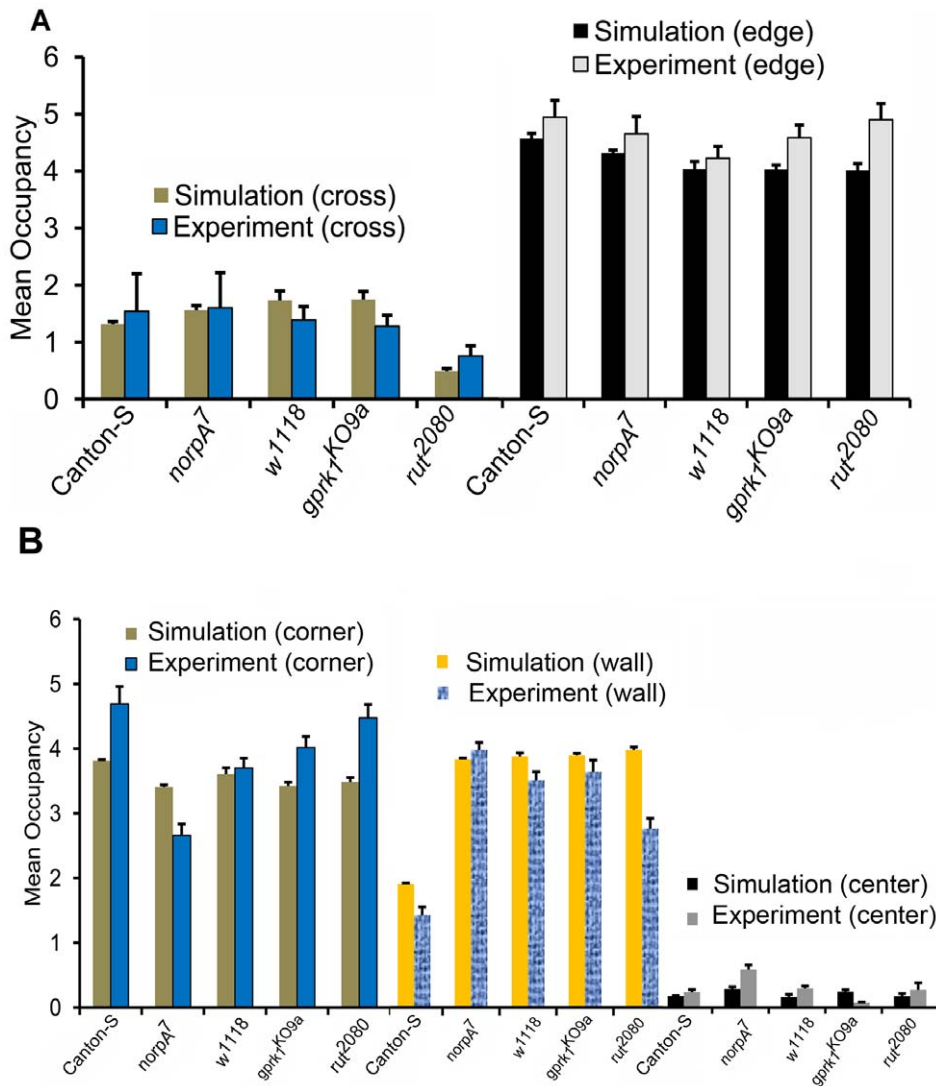 A
Simulation (edge)
Experiment (edge)
Simulation (cross)
Experiment (cross)
Mean Occupancy
6
5
4
3
2
1
0
Canton-S
norpA⁷
w¹¹¹⁸
gprk₁ᴷᴼ⁹ᵃ
rut²⁰⁸⁰
Canton-S
norpA⁷
w¹¹¹⁸
gprk₁ᴷᴼ⁹ᵃ
rut²⁰⁸⁰
B
Simulation (corner)
Experiment (corner)
Simulation (wall)
Experiment (wall)
Simulation (center)
Experiment (center)
Mean Occupancy
6
5
4
3
2
1
0
Canton-S
norpA⁷
w¹¹¹⁸
gprk₁ᴷᴼ⁹ᵃ
rut²⁰⁸⁰
Canton-S
norpA⁷
w¹¹¹⁸
gprk₁ᴷᴼ⁹ᵃ
rut²⁰⁸⁰
Canton-S
norpA⁷
w¹¹¹⁸
gprk₁ᴷᴼ⁹ᵃ
rut²⁰⁸⁰